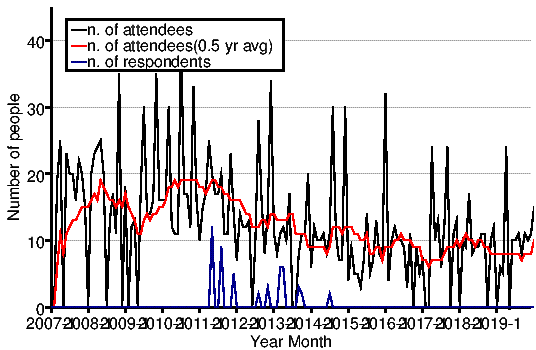 n. of attendees
n. of attendees(0.5 yr avg)
n. of respondents
40
30
20
10
0
Number of people
2007-1 2008-1 2009-1 2010-1 2011-1 2012-1 2013-1 2014-1 2015-1 2016-1 2017-1 2018-1 2019-1
Year Month